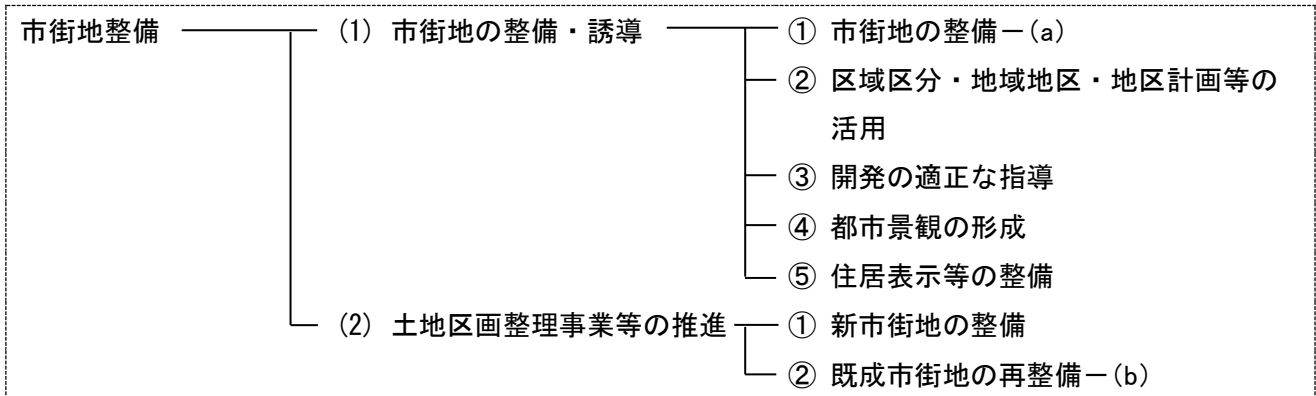 市街地整備 (1) 市街地の整備・誘導 ① 市街地の整備－(a)
② 区域区分・地域地区・地区計画等の
活用
③ 開発の適正な指導
④ 都市景観の形成
⑤ 住居表示等の整備
(2) 土地区画整理事業等の推進 ① 新市街地の整備
② 既成市街地の再整備－(b)